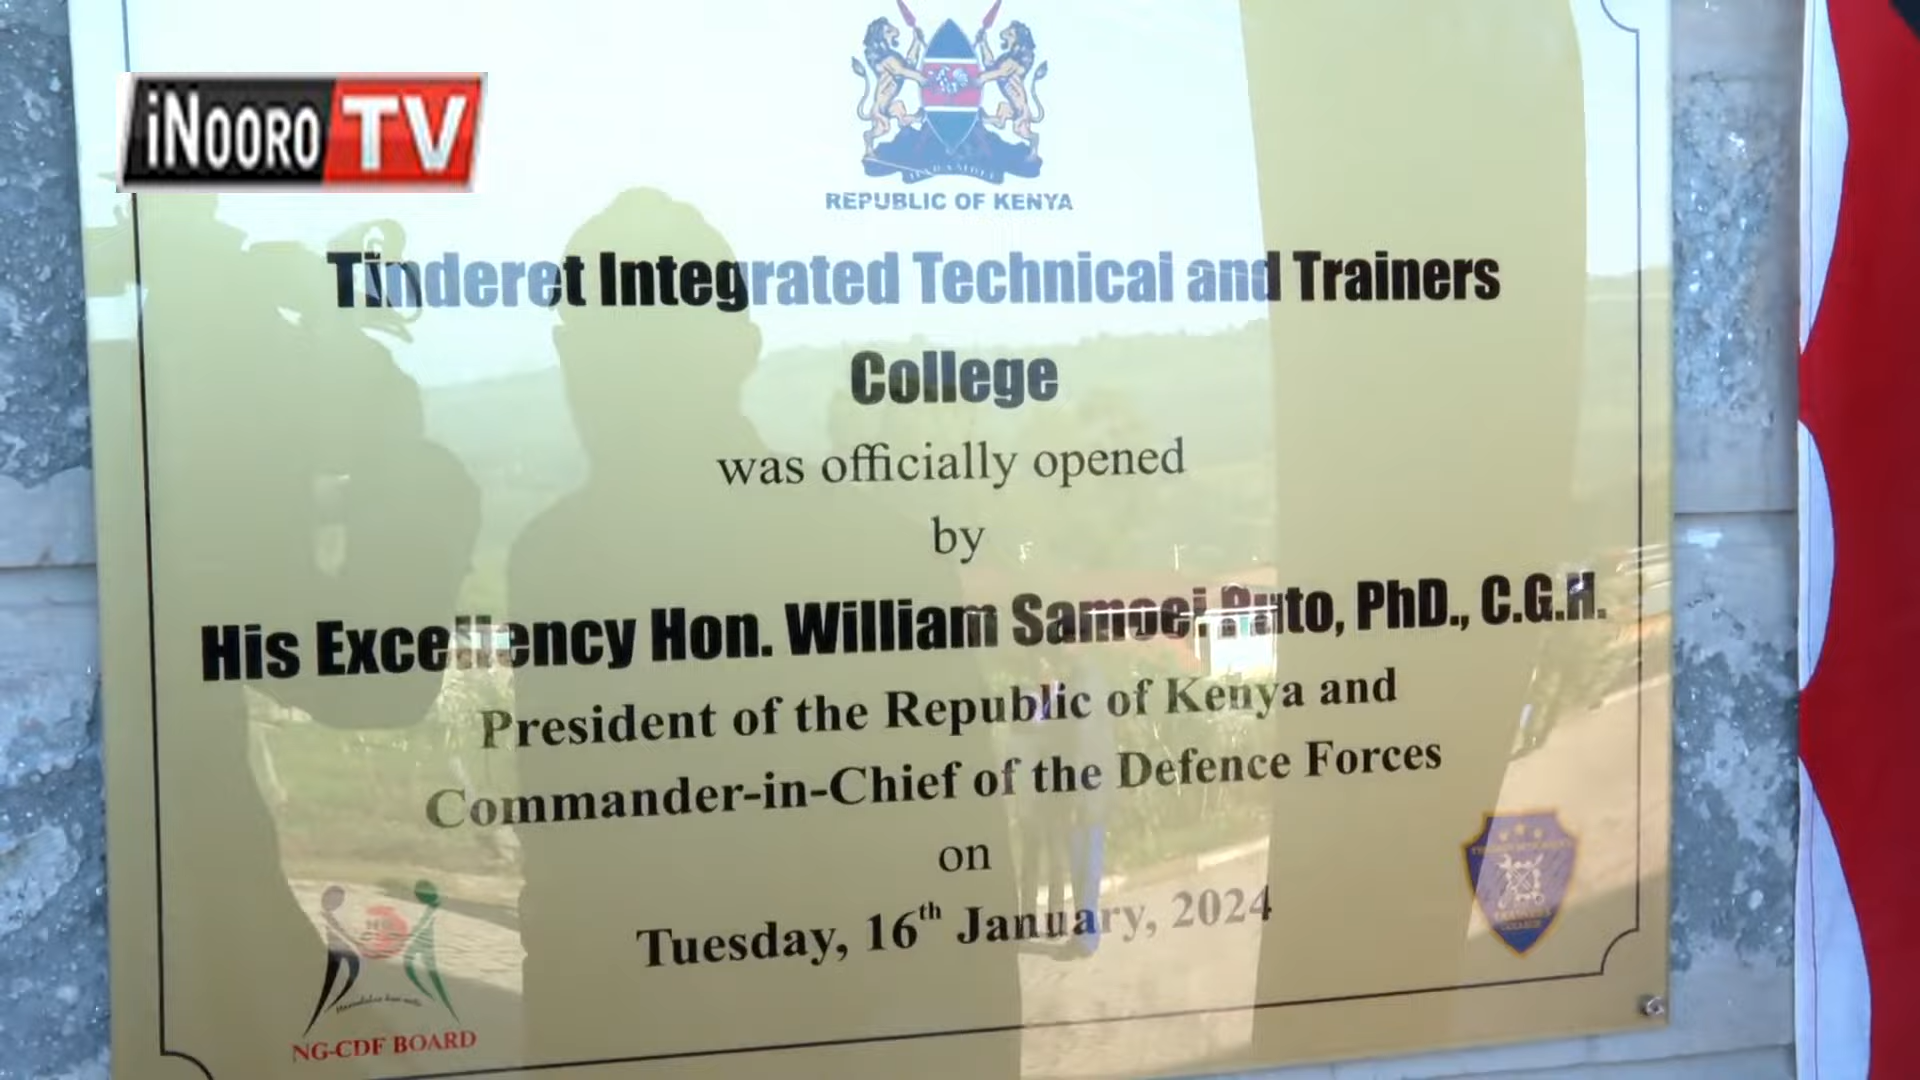 iNOORO TV
REPUBLIC OF KENYA
Tinderet Integrated Technical and Trainers
College
was officially opened
by
His Excellency Hon. William Samoei Ruto, PhD., C.G.H.
President of the Republic of Kenya and
Commander-in-Chief of the Defence Forces
on
Tuesday, 16th January, 2024
NG-CDF BOARD